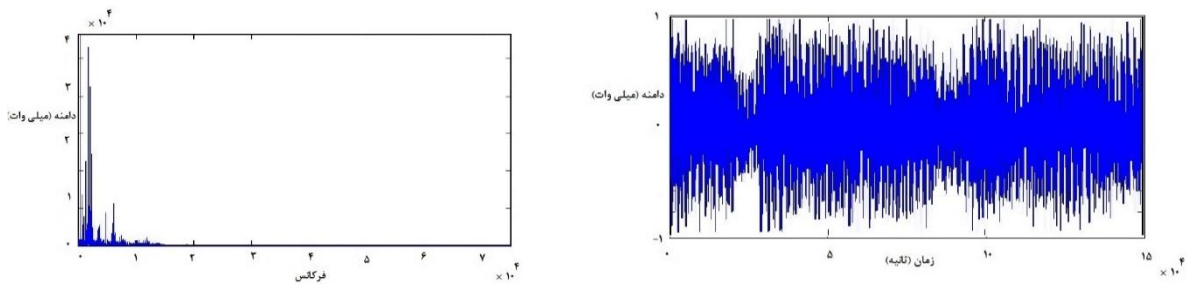 × ۱۰ ۴
۴
۳
دامنه (میلی وات)
۲
۱
۰
۰ ۱ ۲ ۳ ۴ ۵ ۶ ۷
× ۱۰ ۴
فرکانس
۱
دامنه (میلی وات)
۰
-۱
۰ ۵ ۱۰ ۱۵
× ۱۰ ۴
زمان (ثانیه)